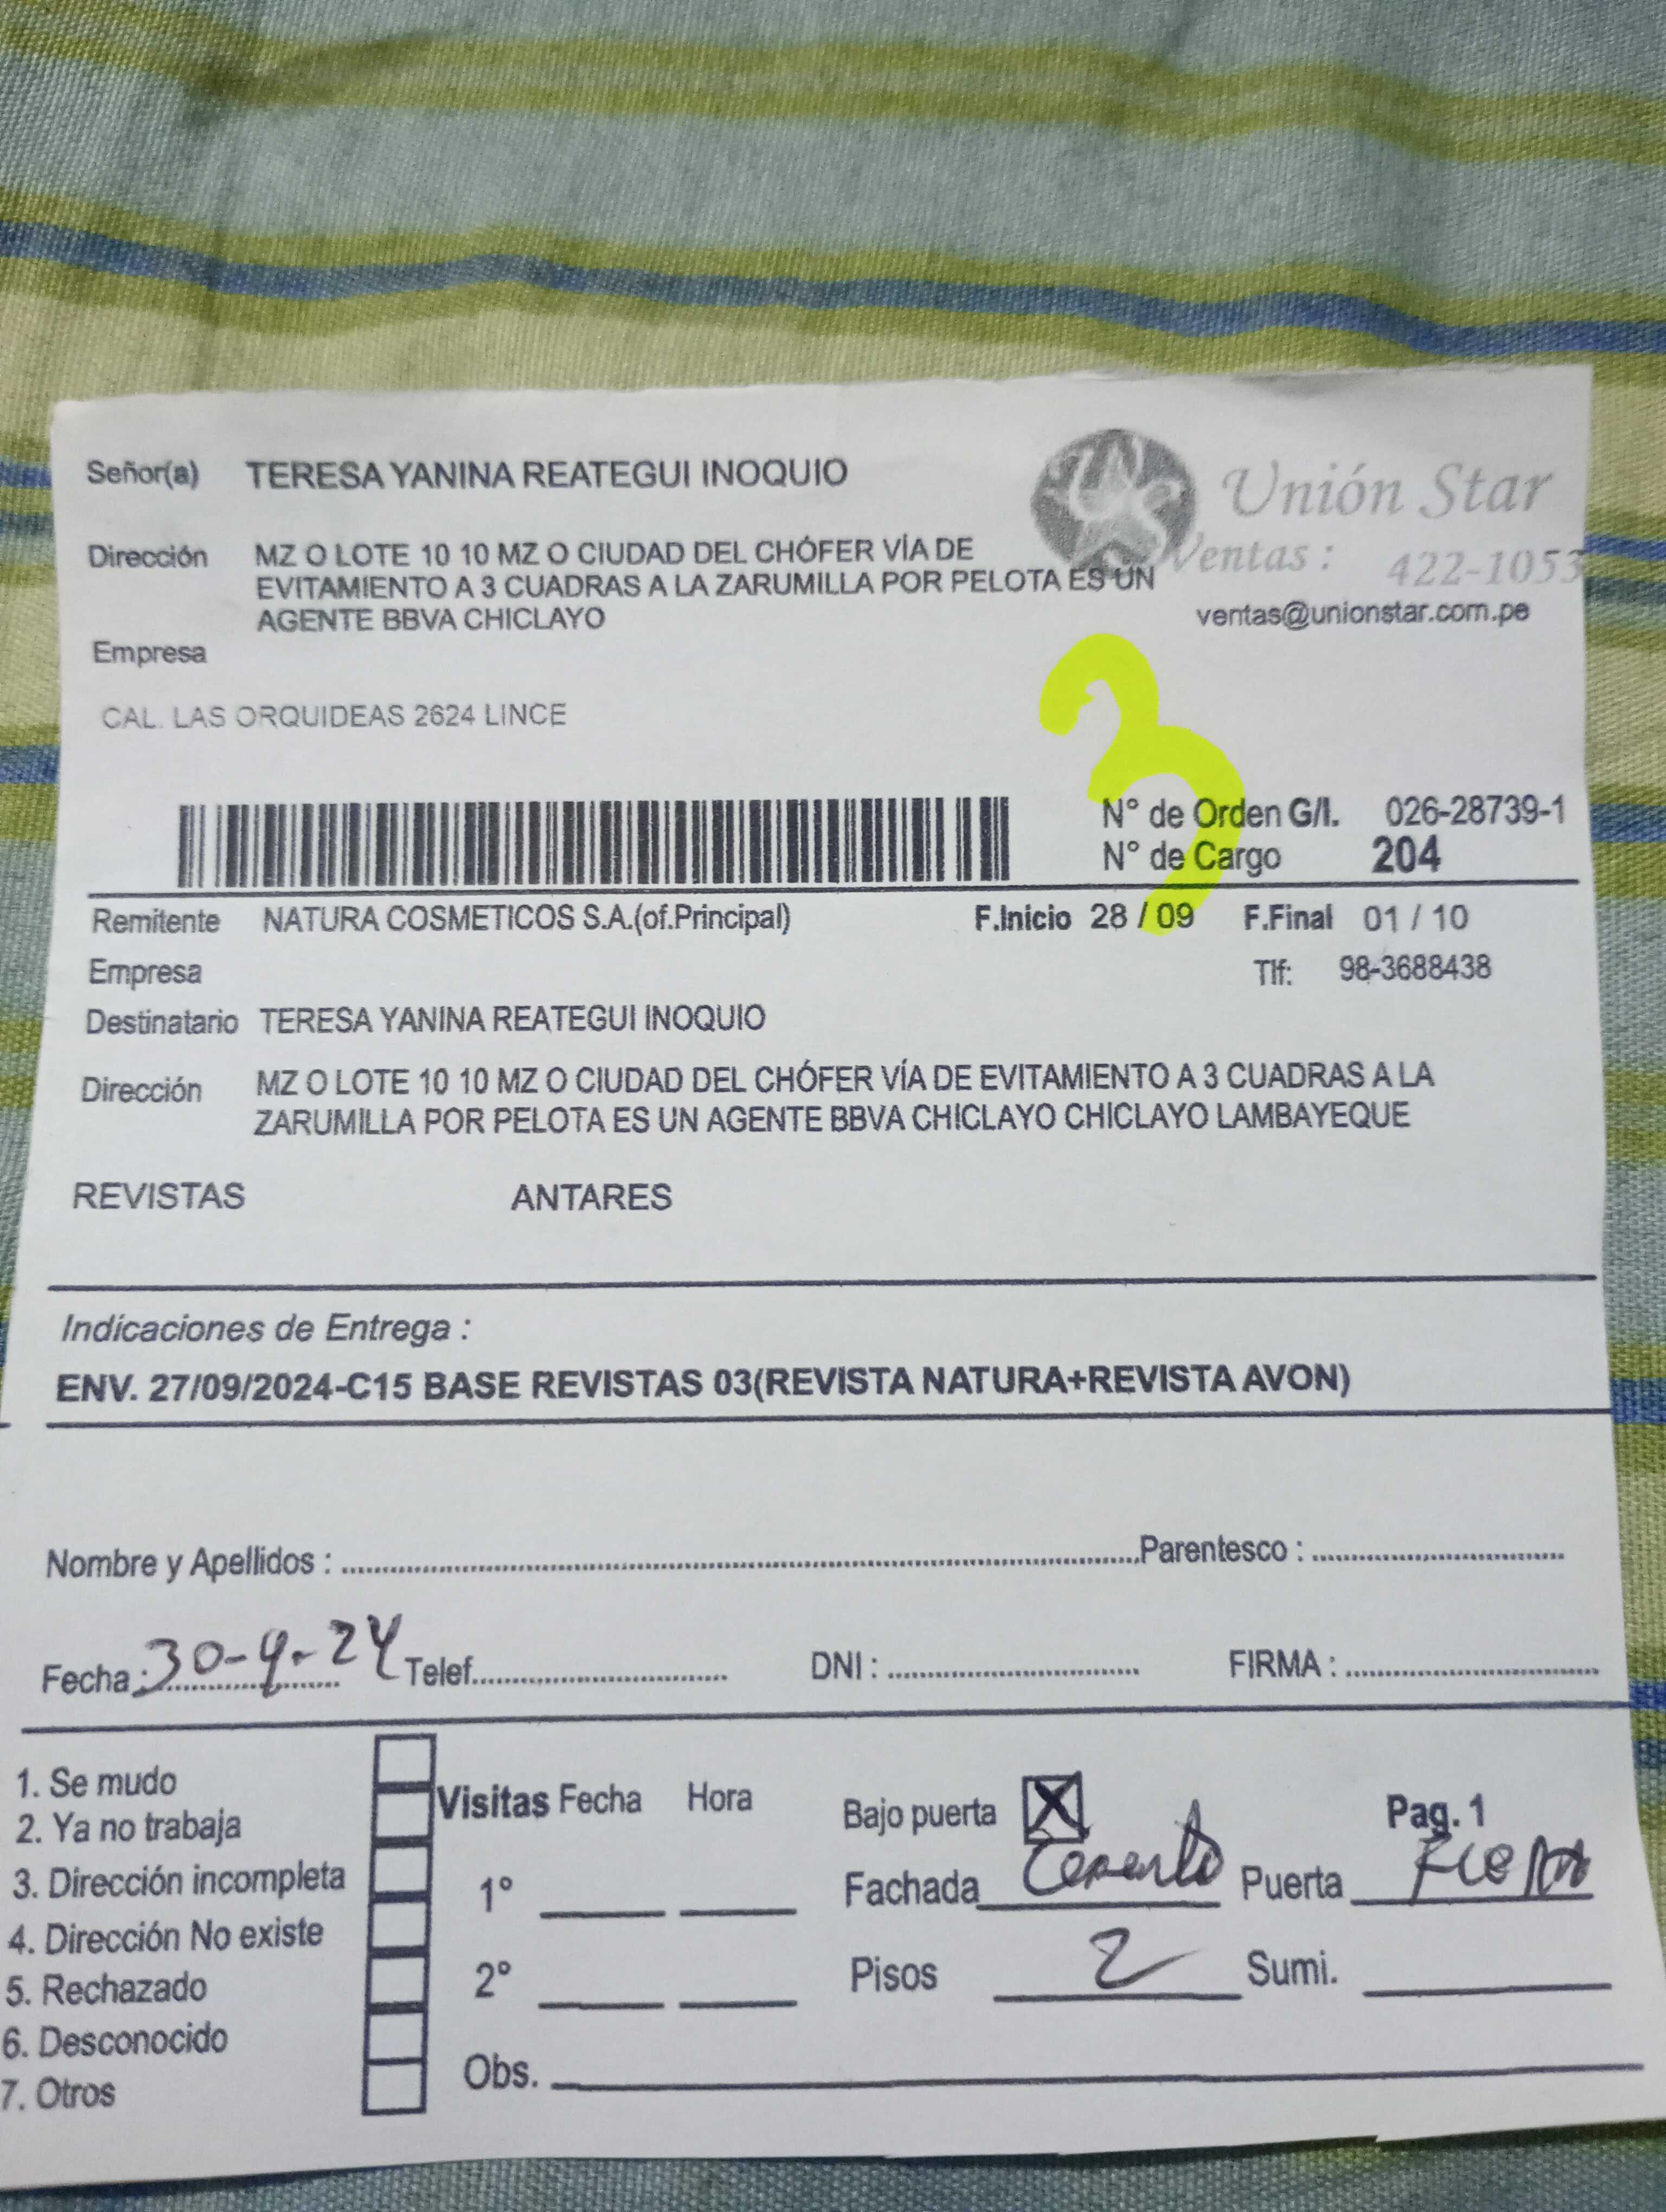 Señor(a) TERESA YANINA REATEGUI INOQUIO
Unión Star
Ventas : 422-1053
ventas@unionstar.com.pe
Dirección MZ O LOTE 10 10 MZ O CIUDAD DEL CHÓFER VÍA DE
EVITAMIENTO A 3 CUADRAS A LA ZARUMILLA POR PELOTA ES UN
AGENTE BBVA CHICLAYO
Empresa
CAL. LAS ORQUIDEAS 2624 LINCE
3
N° de Orden G/I. 026-28739-1
N° de Cargo 204
Remitente NATURA COSMETICOS S.A.(of.Principal) F.Inicio 28 / 09 F.Final 01 / 10
Empresa Tlf: 98-3688438
Destinatario TERESA YANINA REATEGUI INOQUIO
Dirección MZ O LOTE 10 10 MZ O CIUDAD DEL CHÓFER VÍA DE EVITAMIENTO A 3 CUADRAS A LA
ZARUMILLA POR PELOTA ES UN AGENTE BBVA CHICLAYO CHICLAYO LAMBAYEQUE
REVISTAS ANTARES
Indicaciones de Entrega :
ENV. 27/09/2024-C15 BASE REVISTAS 03(REVISTA NATURA+REVISTA AVON)
Nombre y Apellidos : Parentesco :
Fecha : 30-9-24 Telef. DNI : FIRMA :
1. Se mudo
2. Ya no trabaja
3. Dirección incompleta
4. Dirección No existe
5. Rechazado
6. Desconocido
7. Otros
Visitas Fecha Hora
1°
2°
Obs.
Bajo puerta X Pag. 1
Fachada Cemento Puerta Fierro
Pisos 2 Sumi.